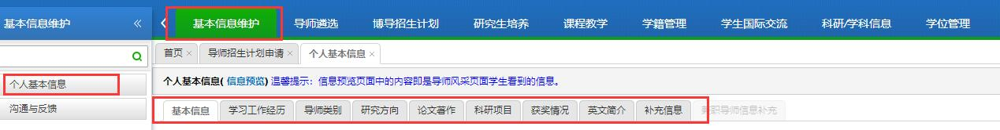 基本信息维护 «
基本信息维护 导师遴选 博导招生计划 研究生培养 课程教学 学籍管理 学生国际交流 科研/学科信息 学位管理
首页 × 导师招生计划申请 × 个人基本信息 ×
个人基本信息
沟通与反馈
个人基本信息( 信息预览) 温馨提示：信息预览页面中的内容即是导师风采页面学生看到的信息。
基本信息 学习工作经历 导师类别 研究方向 论文著作 科研项目 获奖情况 英文简介 补充信息 兼职导师信息补充